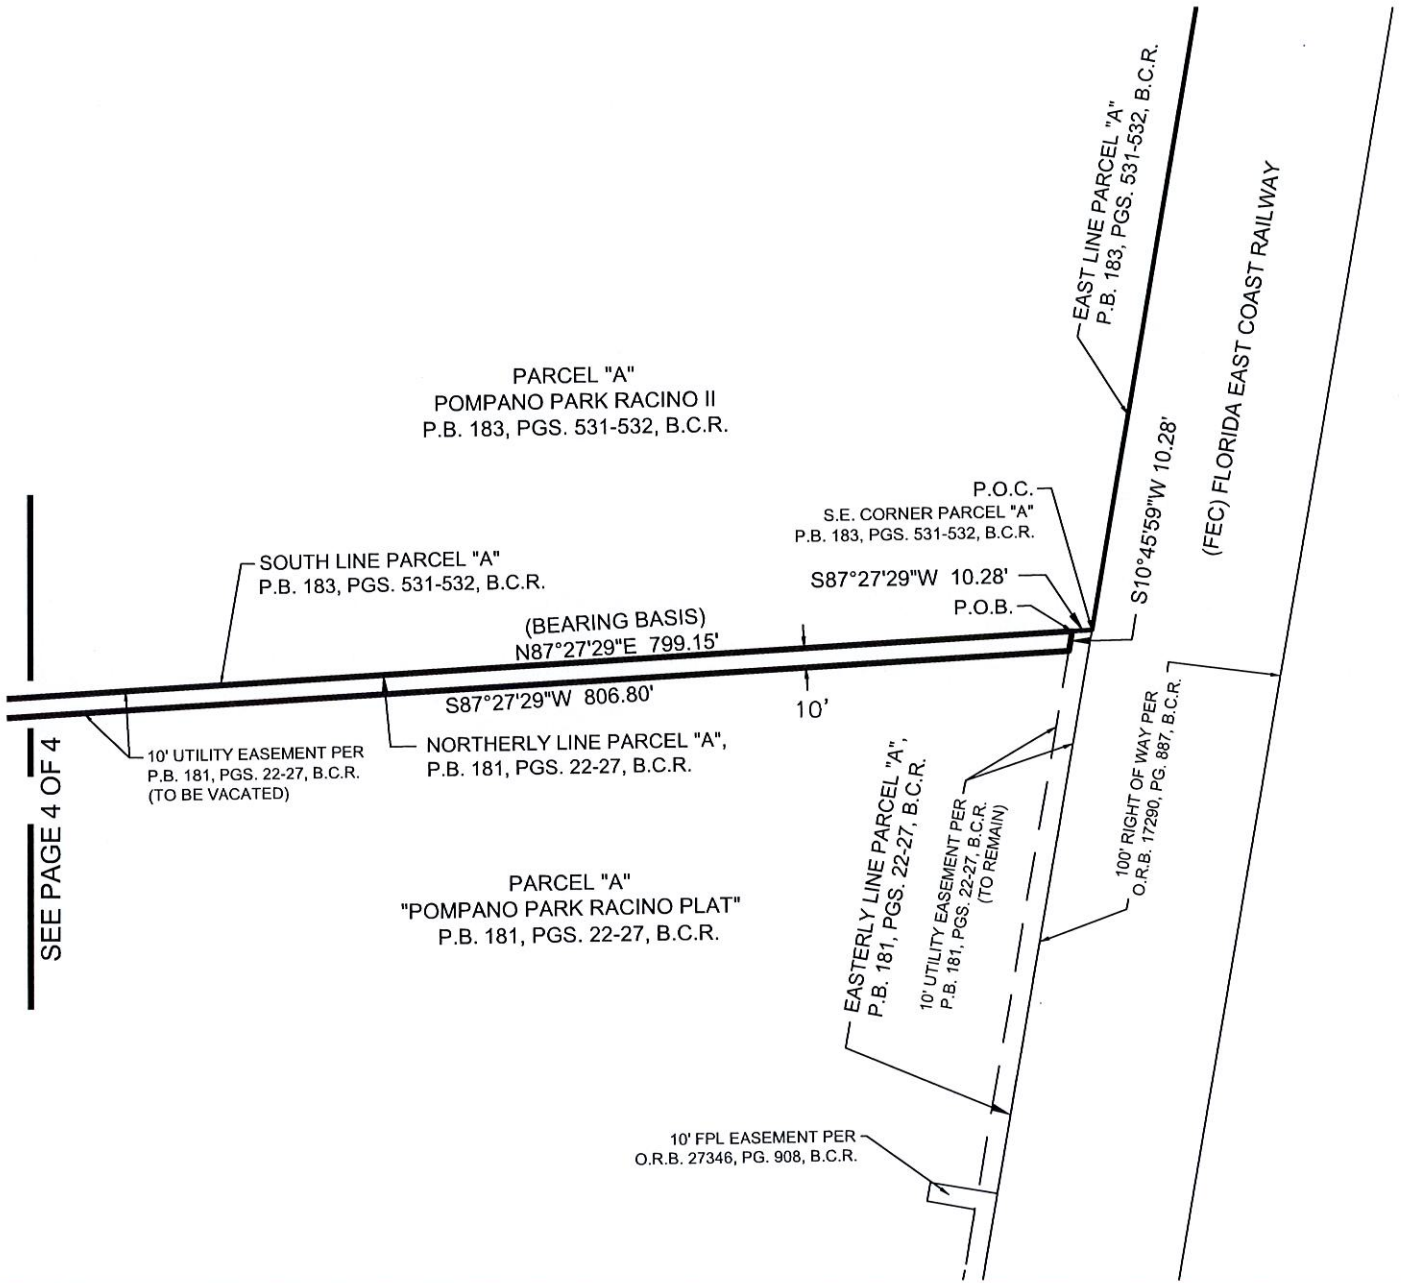 EAST LINE PARCEL "A"
P.B. 183, PGS. 531-532, B.C.R.
(FEC) FLORIDA EAST COAST RAILWAY
PARCEL "A"
POMPANO PARK RACINO II
P.B. 183, PGS. 531-532, B.C.R.
P.O.C.
S.E. CORNER PARCEL "A"
P.B. 183, PGS. 531-532, B.C.R.
S87°27'29"W 10.28'
P.O.B.
S10°45'59"W 10.28'
SOUTH LINE PARCEL "A"
P.B. 183, PGS. 531-532, B.C.R.
(BEARING BASIS)
N87°27'29"E 799.15'
S87°27'29"W 806.80'
10'
10' UTILITY EASEMENT PER
P.B. 181, PGS. 22-27, B.C.R.
(TO BE VACATED)
NORTHERLY LINE PARCEL "A",
P.B. 181, PGS. 22-27, B.C.R.
SEE PAGE 4 OF 4
PARCEL "A"
"POMPANO PARK RACINO PLAT"
P.B. 181, PGS. 22-27, B.C.R.
EASTERLY LINE PARCEL "A",
P.B. 181, PGS. 22-27, B.C.R.
10' UTILITY EASEMENT PER
P.B. 181, PGS. 22-27, B.C.R.
(TO REMAIN)
100' RIGHT OF WAY PER
O.R.B. 17290, PG. 887, B.C.R.
10' FPL EASEMENT PER
O.R.B. 27346, PG. 908, B.C.R.